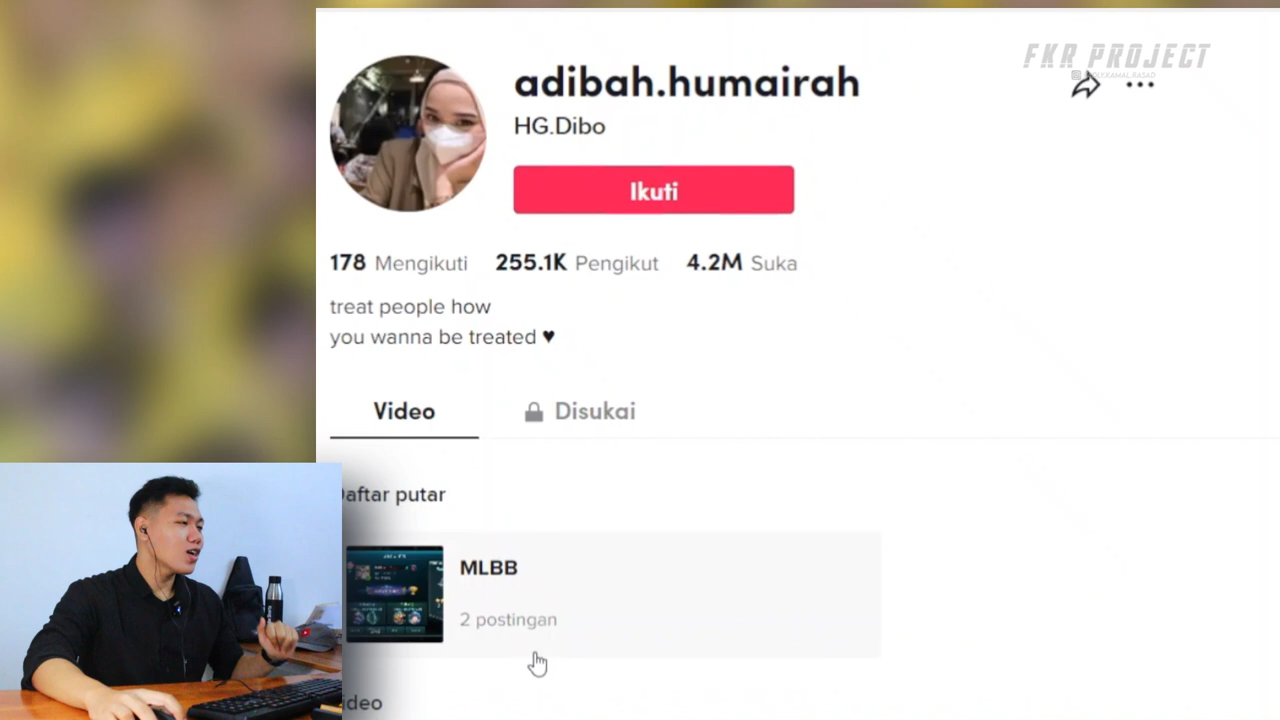 FKR PROJECT
adibah.humairah
HG.Dibo
Ikuti
178 Mengikuti 255.1K Pengikut 4.2M Suka
treat people how
you wanna be treated ♥
Video Disukai
Daftar putar
MLBB
2 postingan